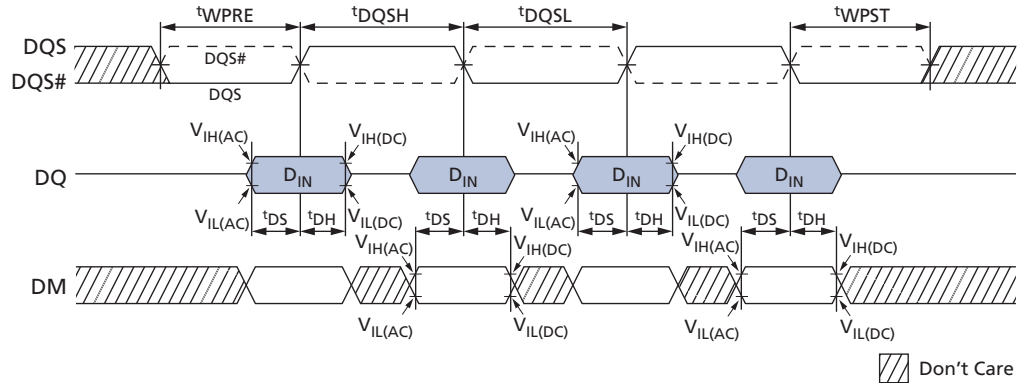 tWPRE tDQSH tDQSL tWPST
DQS
DQS#
DQS#
DQS
VIH(AC) VIH(DC) VIH(AC) VIH(DC)
DQ DIN DIN DIN DIN
VIL(AC) tDS tDH VIL(DC) VIL(AC) tDS tDH VIL(DC)
VIH(AC) tDS tDH VIH(DC) VIH(AC) tDS tDH VIH(DC)
DM
VIL(AC) VIL(DC) VIL(AC) VIL(DC)
Don't Care